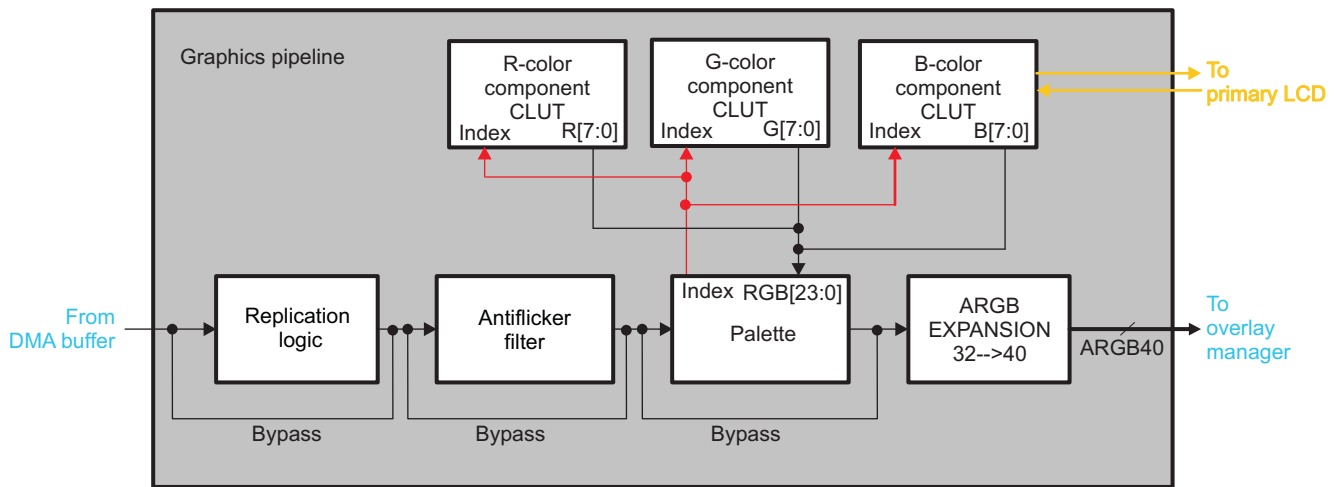 Graphics pipeline
R-color
component
CLUT
Index R[7:0]
G-color
component
CLUT
Index G[7:0]
B-color
component
CLUT
Index B[7:0]
To
primary LCD
From
DMA buffer
Replication
logic
Antiflicker
filter
Index RGB[23:0]
Palette
ARGB
EXPANSION
32-->40
ARGB40
To
overlay
manager
Bypass
Bypass
Bypass